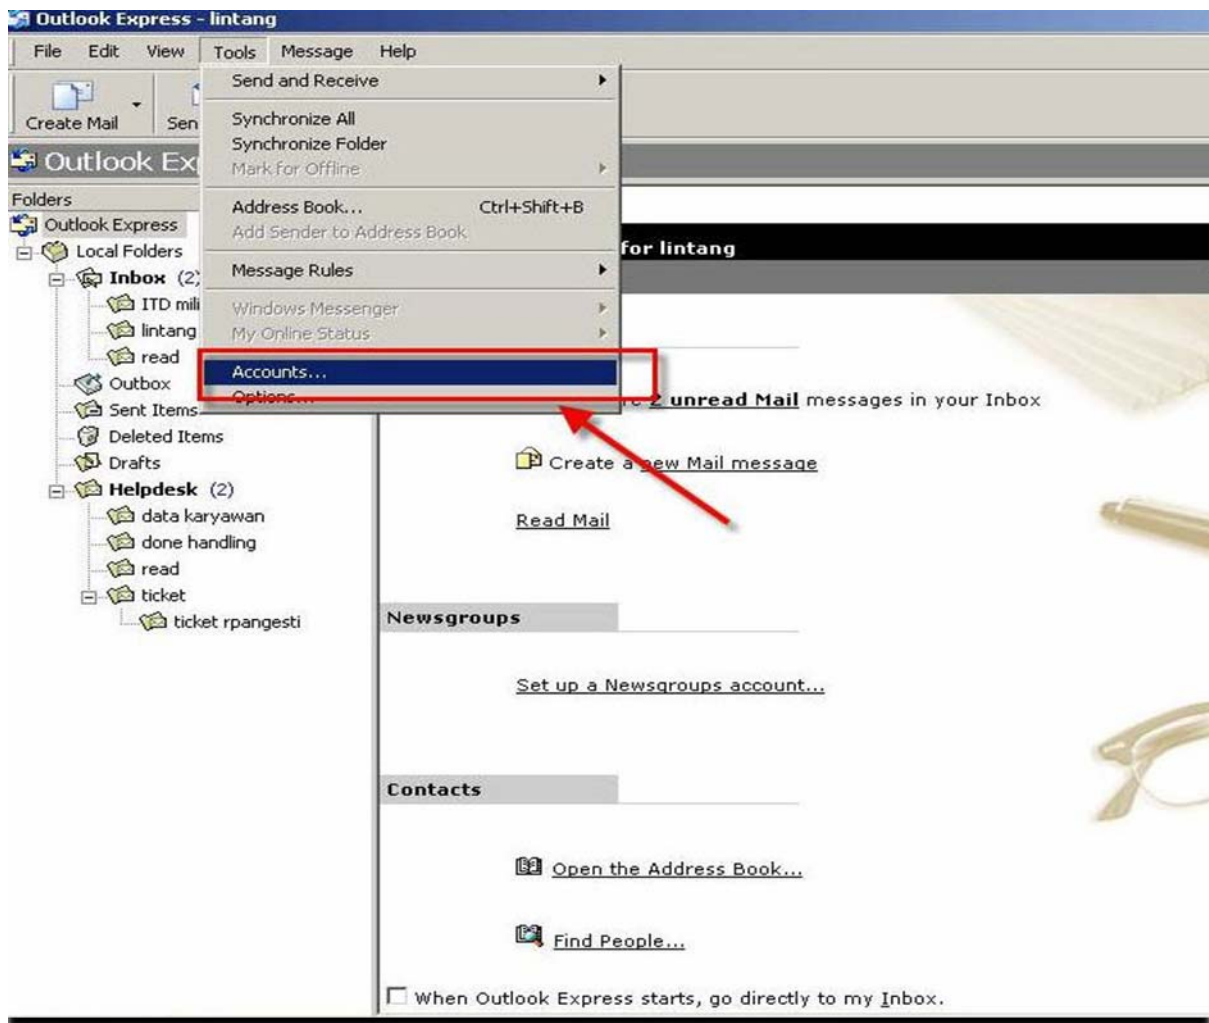 Outlook Express - lintang
File Edit View Tools Message Help
Create Mail
Sen
Send and Receive
Synchronize All
Synchronize Folder
Mark for Offline
Address Book... Ctrl+Shift+B
Add Sender to Address Book
Message Rules
Windows Messenger
My Online Status
Accounts...
Options...
Outlook Ex
Folders
Outlook Express
Local Folders
Inbox (2)
ITD mili
lintang
read
Outbox
Sent Items
Deleted Items
Drafts
Helpdesk (2)
data karyawan
done handling
read
ticket
ticket rpangesti
for lintang
2 unread Mail messages in your Inbox
Create a new Mail message
Read Mail
Newsgroups
Set up a Newsgroups account...
Contacts
Open the Address Book...
Find People...
When Outlook Express starts, go directly to my Inbox.